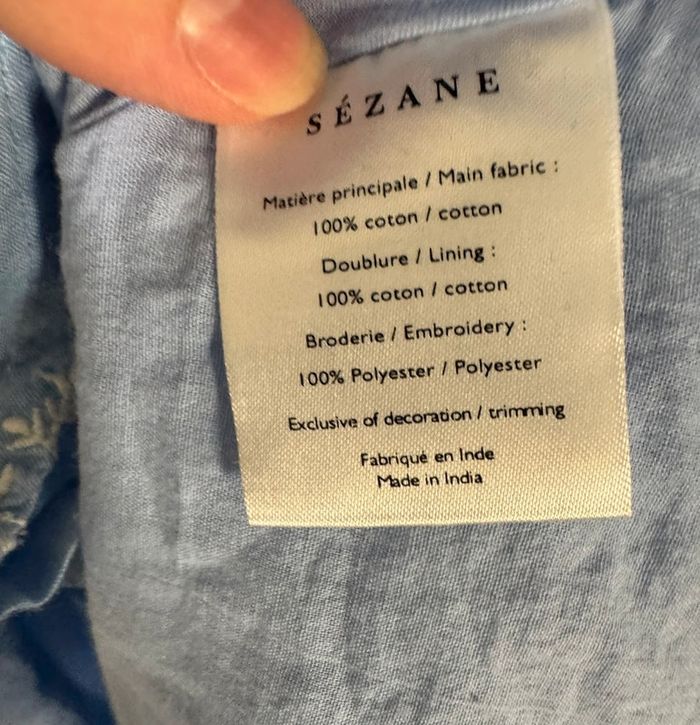 SÉZANE
Matière principale / Main fabric :
100% coton / cotton
Doublure / Lining :
100% coton / cotton
Broderie / Embroidery :
100% Polyester / Polyester
Exclusive of decoration / trimming
Fabriqué en Inde
Made in India